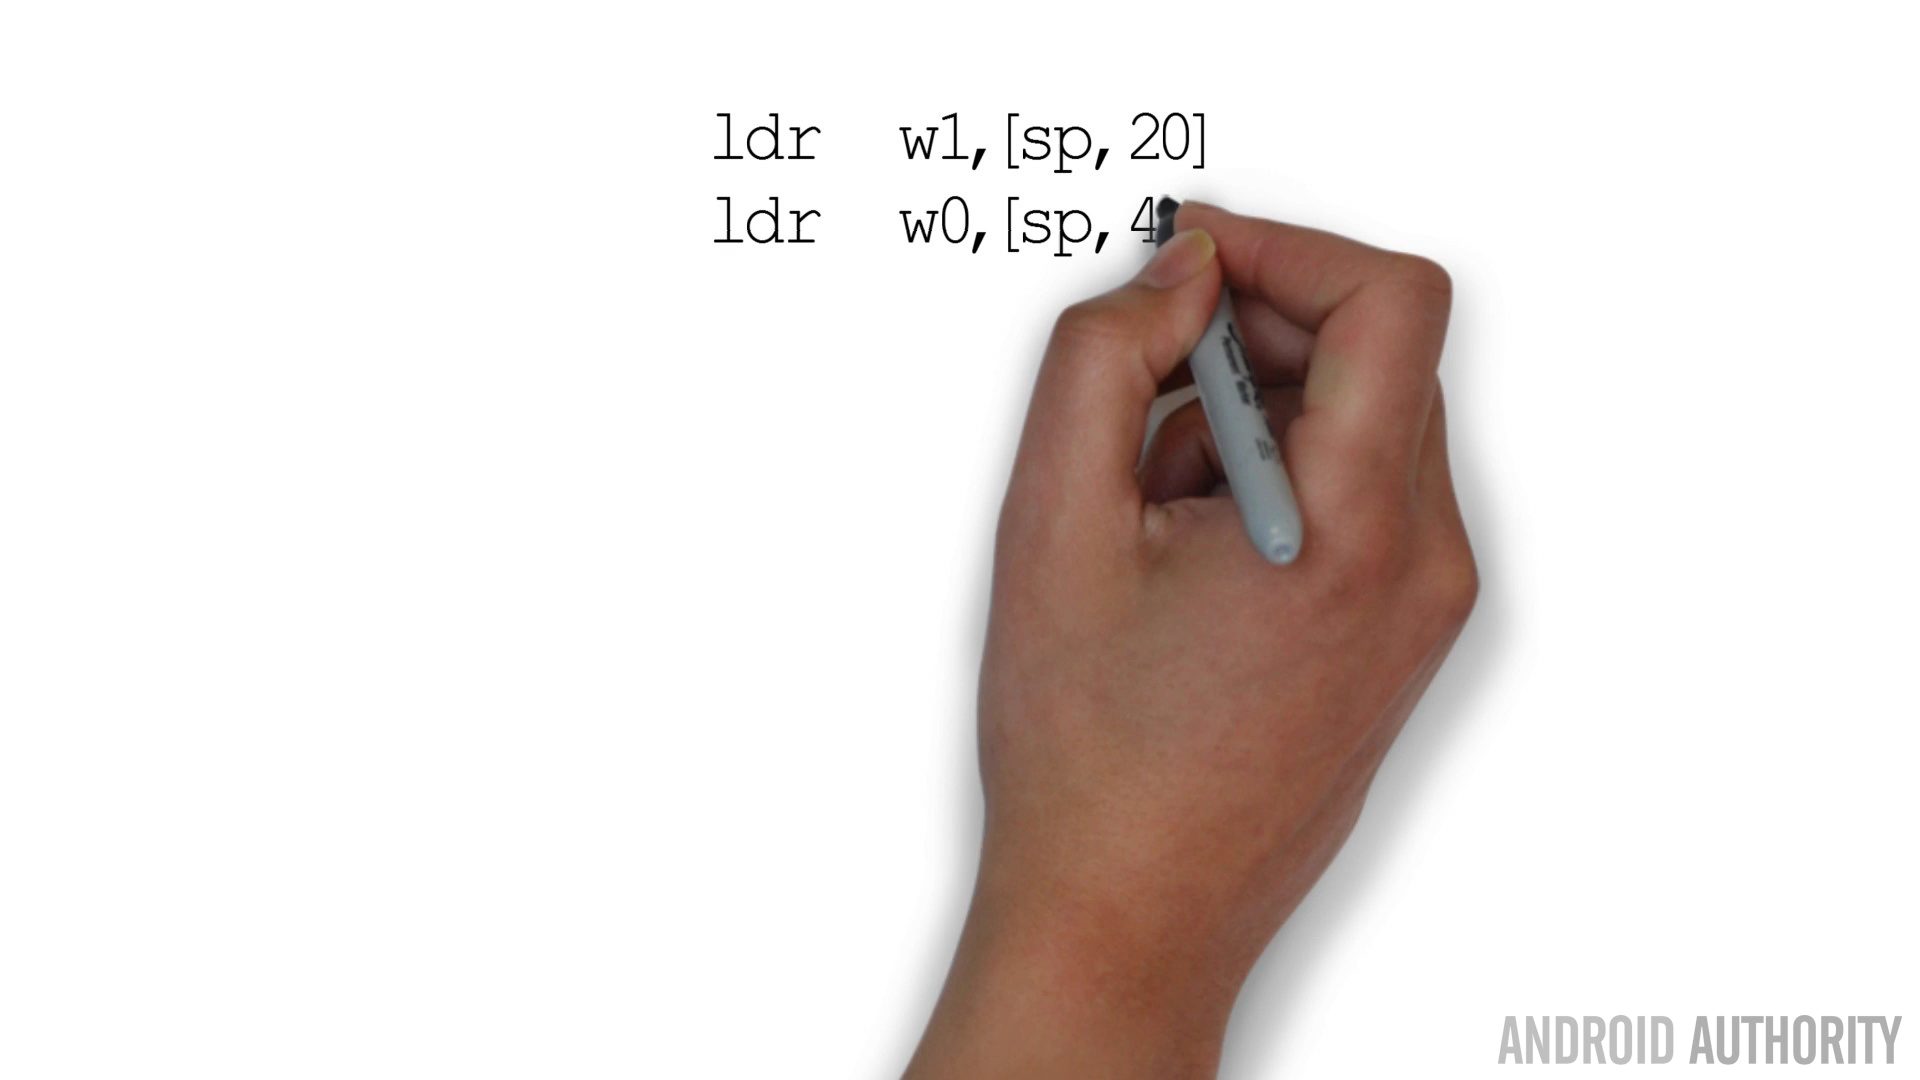 ldr w1,[sp,20]
ldr w0,[sp,4
ANDROID AUTHORITY